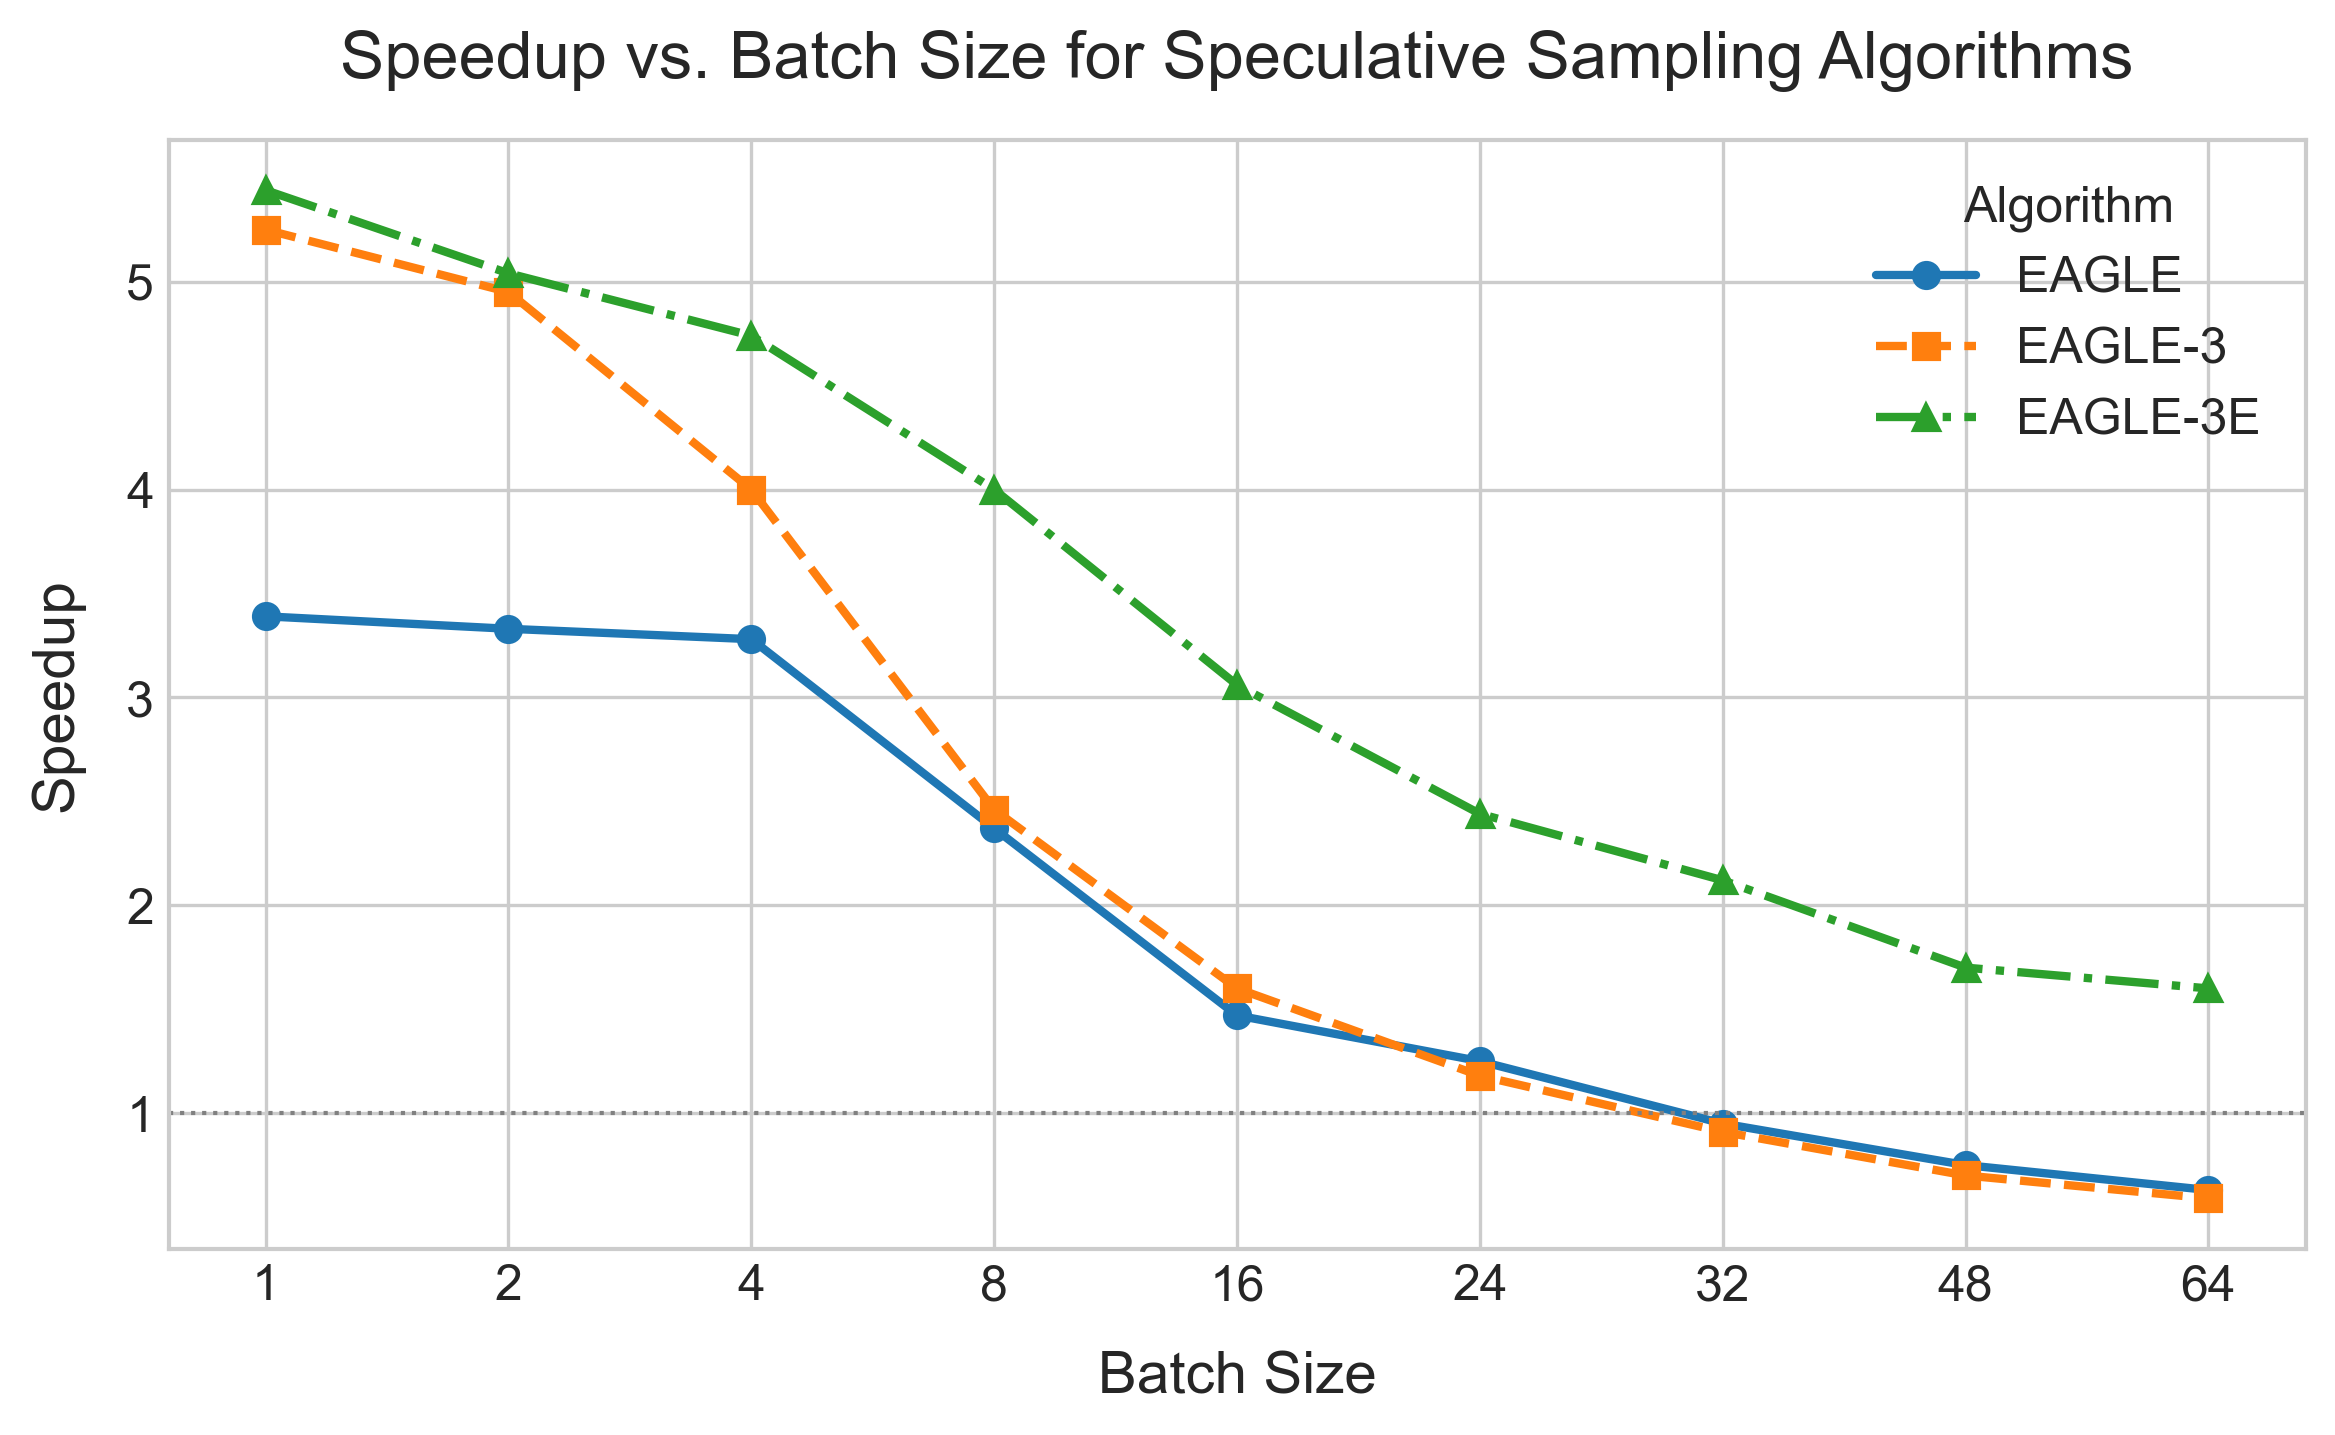 Speedup vs. Batch Size for Speculative Sampling Algorithms
Algorithm
EAGLE
EAGLE-3
EAGLE-3E
Speedup
5
4
3
2
1
1 2 4 8 16 24 32 48 64
Batch Size